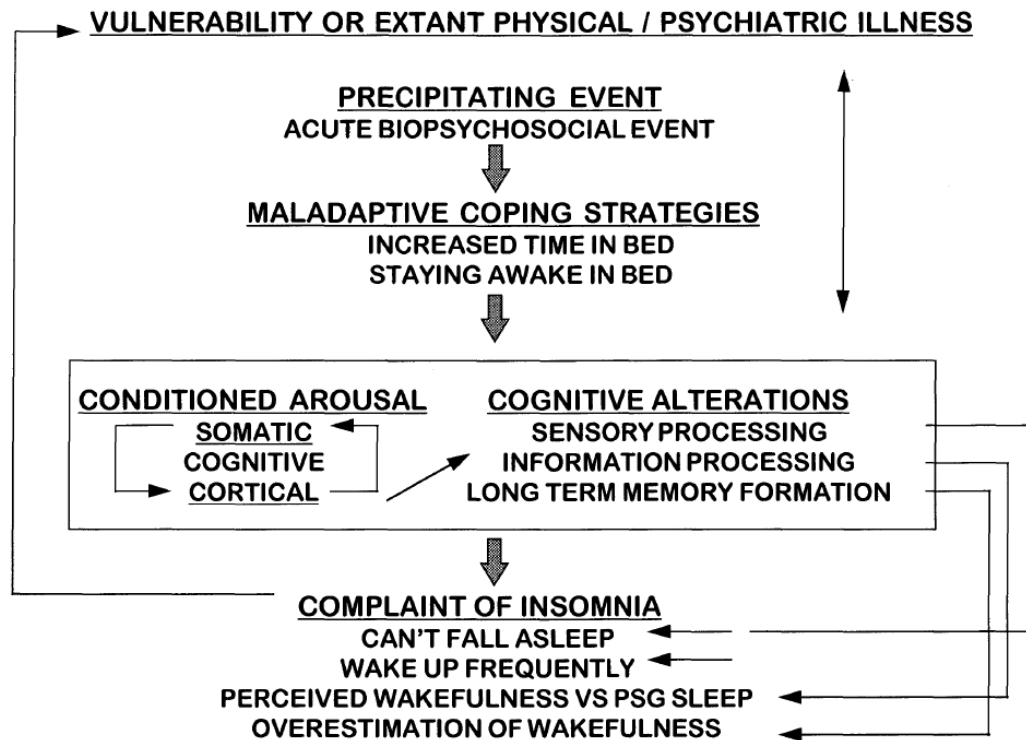 VULNERABILITY OR EXTANT PHYSICAL / PSYCHIATRIC ILLNESS
PRECIPITATING EVENT
ACUTE BIOPSYCHOSOCIAL EVENT
MALADAPTIVE COPING STRATEGIES
INCREASED TIME IN BED
STAYING AWAKE IN BED
CONDITIONED AROUSAL
SOMATIC
COGNITIVE
CORTICAL
COGNITIVE ALTERATIONS
SENSORY PROCESSING
INFORMATION PROCESSING
LONG TERM MEMORY FORMATION
COMPLAINT OF INSOMNIA
CAN'T FALL ASLEEP
WAKE UP FREQUENTLY
PERCEIVED WAKEFULNESS VS PSG SLEEP
OVERESTIMATION OF WAKEFULNESS